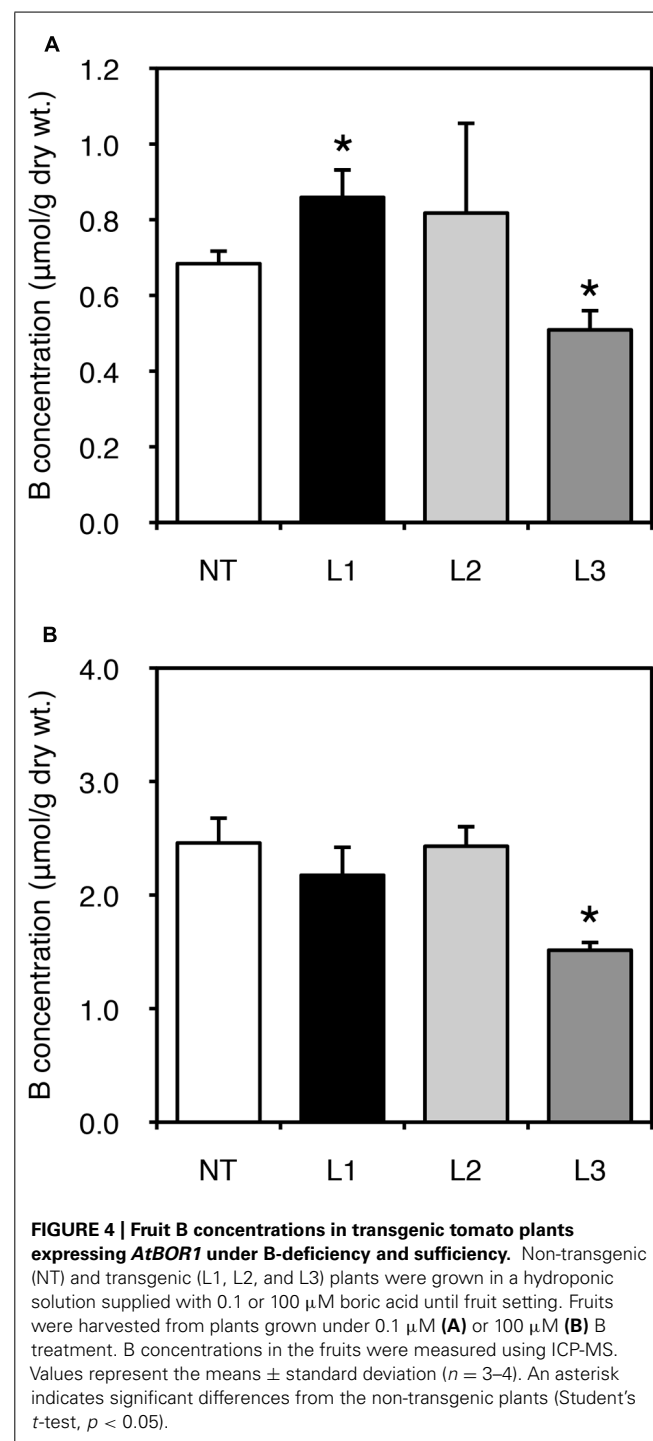 A
1.2
1.0
0.8
0.6
0.4
0.2
0.0
B concentration (µmol/g dry wt.)
*
*
NT L1 L2 L3
B
4.0
3.0
2.0
1.0
0.0
B concentration (µmol/g dry wt.)
*
NT L1 L2 L3
FIGURE 4 | Fruit B concentrations in transgenic tomato plants
expressing AtBOR1 under B-deficiency and sufficiency. Non-transgenic
(NT) and transgenic (L1, L2, and L3) plants were grown in a hydroponic
solution supplied with 0.1 or 100 µM boric acid until fruit setting. Fruits
were harvested from plants grown under 0.1 µM (A) or 100 µM (B) B
treatment. B concentrations in the fruits were measured using ICP-MS.
Values represent the means ± standard deviation (n = 3–4). An asterisk
indicates significant differences from the non-transgenic plants (Student's
t-test, p < 0.05).